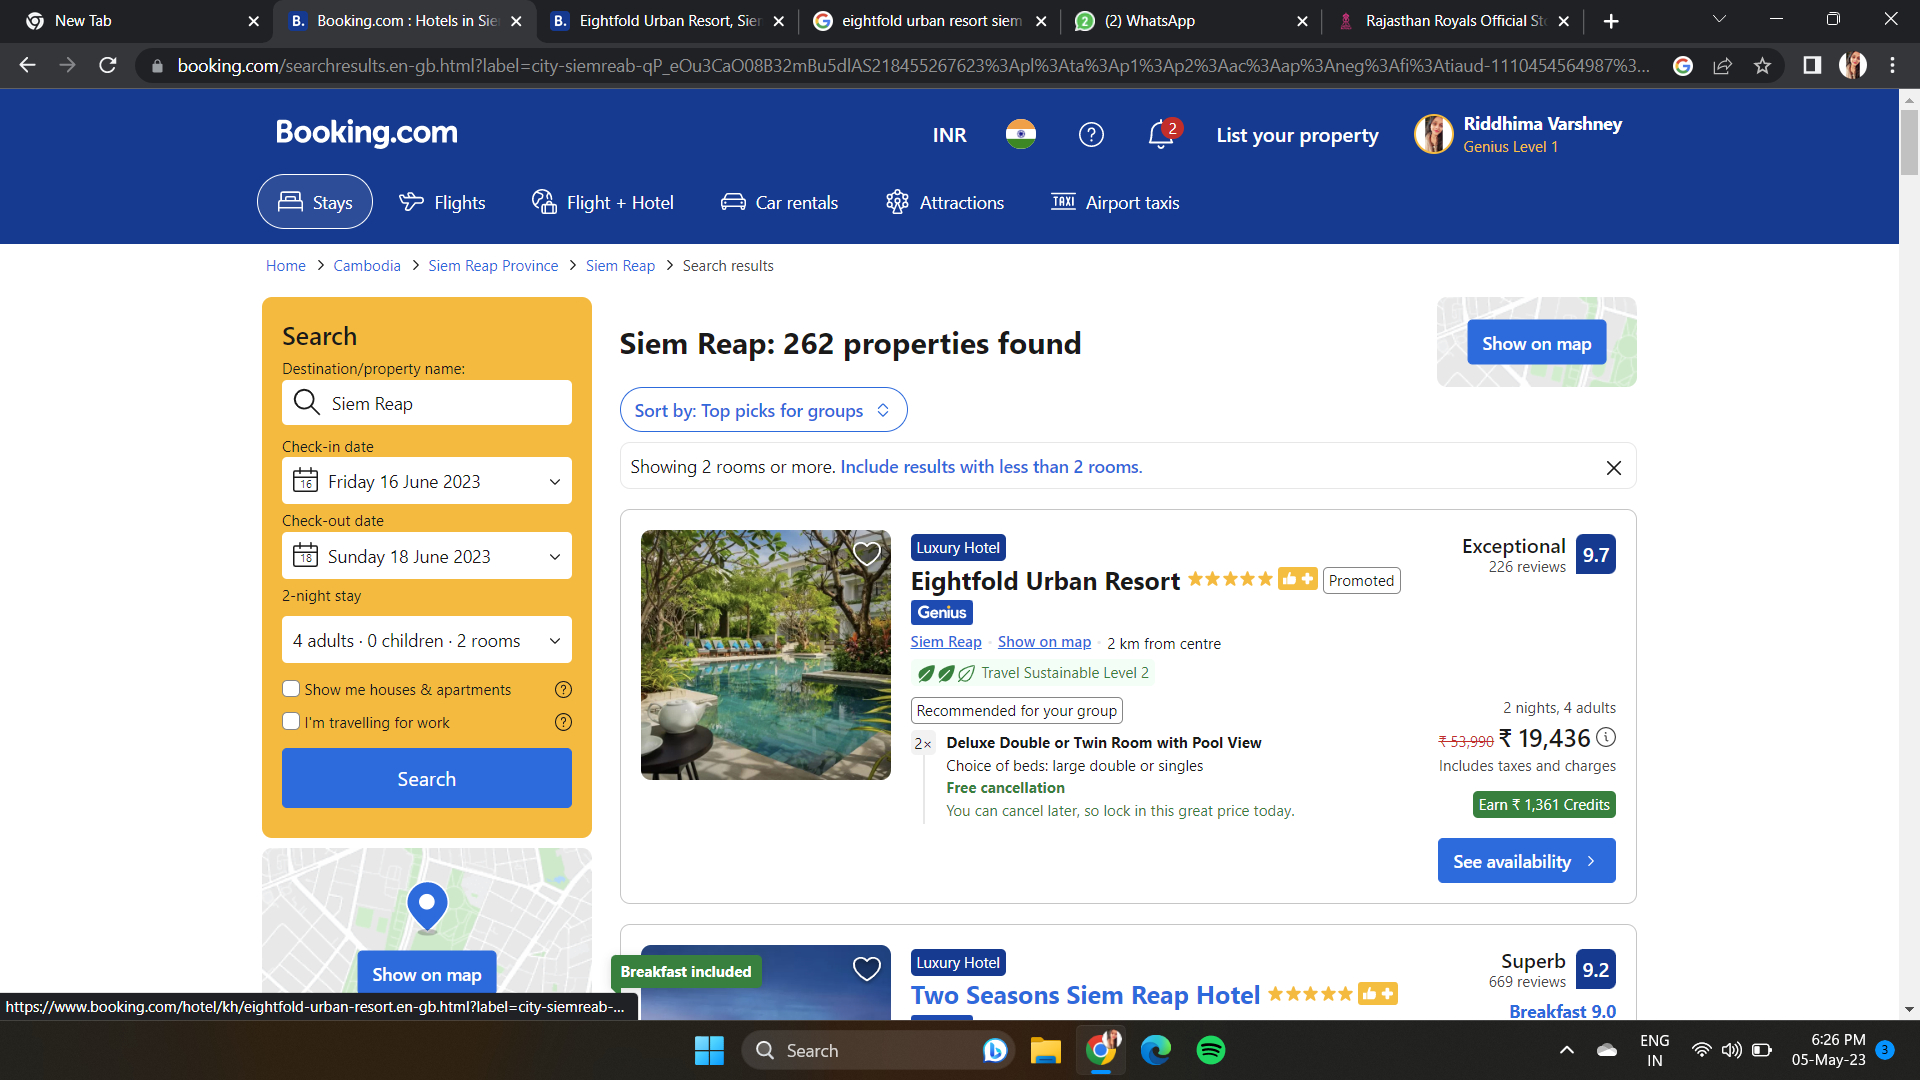 New Tab
B. Booking.com : Hotels in Sie
B. Eightfold Urban Resort, Sier
eightfold urban resort siem
2 (2) WhatsApp
Rajasthan Royals Official Sto
booking.com/searchresults.en-gb.html?label=city-siemreab-qP_eOu3CaO08B32mBu5dlAS218455267623%3Apl%3Ata%3Ap1%3Ap2%3Aac%3Aap%3Aneg%3Afi%3Atiaud-1110454564987%3...
Booking.com
INR
2
List your property
Riddhima Varshney
Genius Level 1
Stays
Flights
Flight + Hotel
Car rentals
Attractions
TAXI Airport taxis
Home > Cambodia > Siem Reap Province > Siem Reap > Search results
Search
Destination/property name:
Siem Reap
Check-in date
16 Friday 16 June 2023
Check-out date
18 Sunday 18 June 2023
2-night stay
4 adults · 0 children · 2 rooms
Show me houses & apartments ?
I'm travelling for work ?
Search
Show on map
Siem Reap: 262 properties found
Show on map
Sort by: Top picks for groups
Showing 2 rooms or more. Include results with less than 2 rooms.
Luxury Hotel
Eightfold Urban Resort
Promoted
Genius
Siem Reap · Show on map · 2 km from centre
Travel Sustainable Level 2
Recommended for your group
2× Deluxe Double or Twin Room with Pool View
Choice of beds: large double or singles
Free cancellation
You can cancel later, so lock in this great price today.
Exceptional 9.7
226 reviews
2 nights, 4 adults
₹ 53,990 ₹ 19,436
Includes taxes and charges
Earn ₹ 1,361 Credits
See availability
Breakfast included
Luxury Hotel
Two Seasons Siem Reap Hotel
Superb 9.2
669 reviews
Breakfast 9.0
https://www.booking.com/hotel/kh/eightfold-urban-resort.en-gb.html?label=city-siemreab-...
Search
ENG
IN
6:26 PM
05-May-23
3